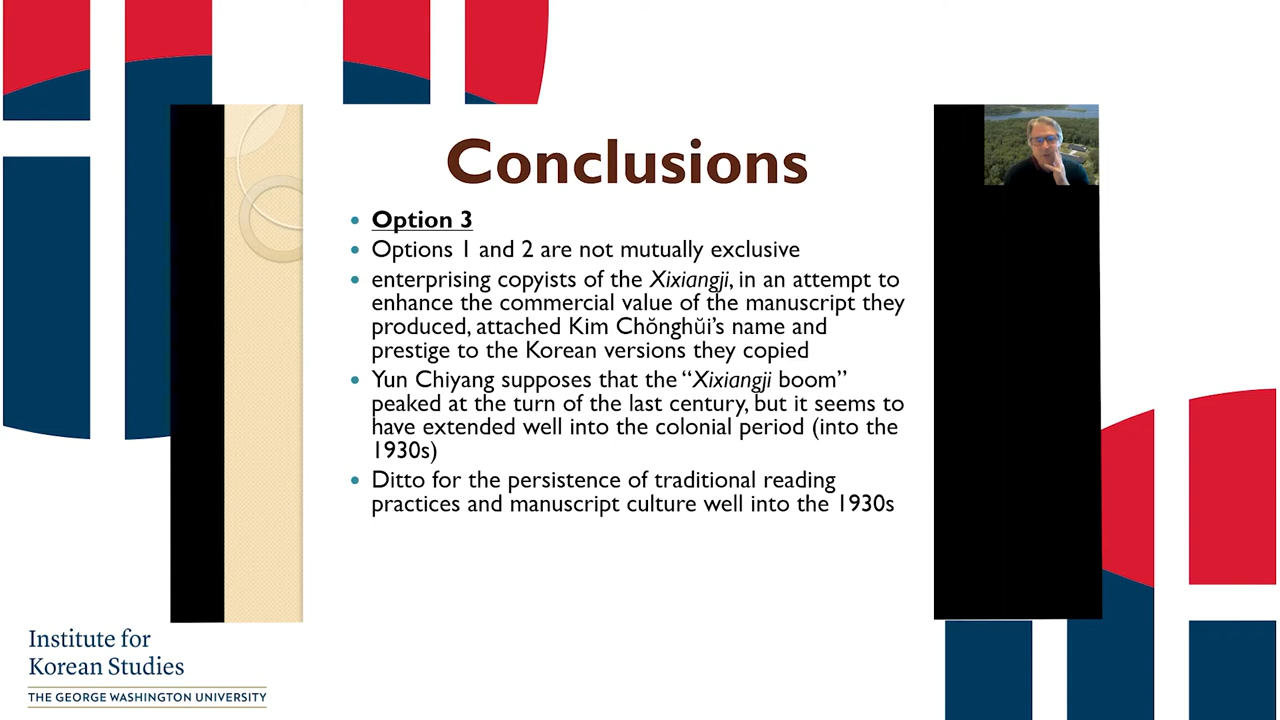 Conclusions
Option 3
Options 1 and 2 are not mutually exclusive
enterprising copyists of the Xixiangji, in an attempt to
enhance the commercial value of the manuscript they
produced, attached Kim Chŏnghŭi’s name and
prestige to the Korean versions they copied
Yun Chiyang supposes that the “Xixiangji boom”
peaked at the turn of the last century, but it seems to
have extended well into the colonial period (into the
1930s)
Ditto for the persistence of traditional reading
practices and manuscript culture well into the 1930s
Institute for
Korean Studies
THE GEORGE WASHINGTON UNIVERSITY